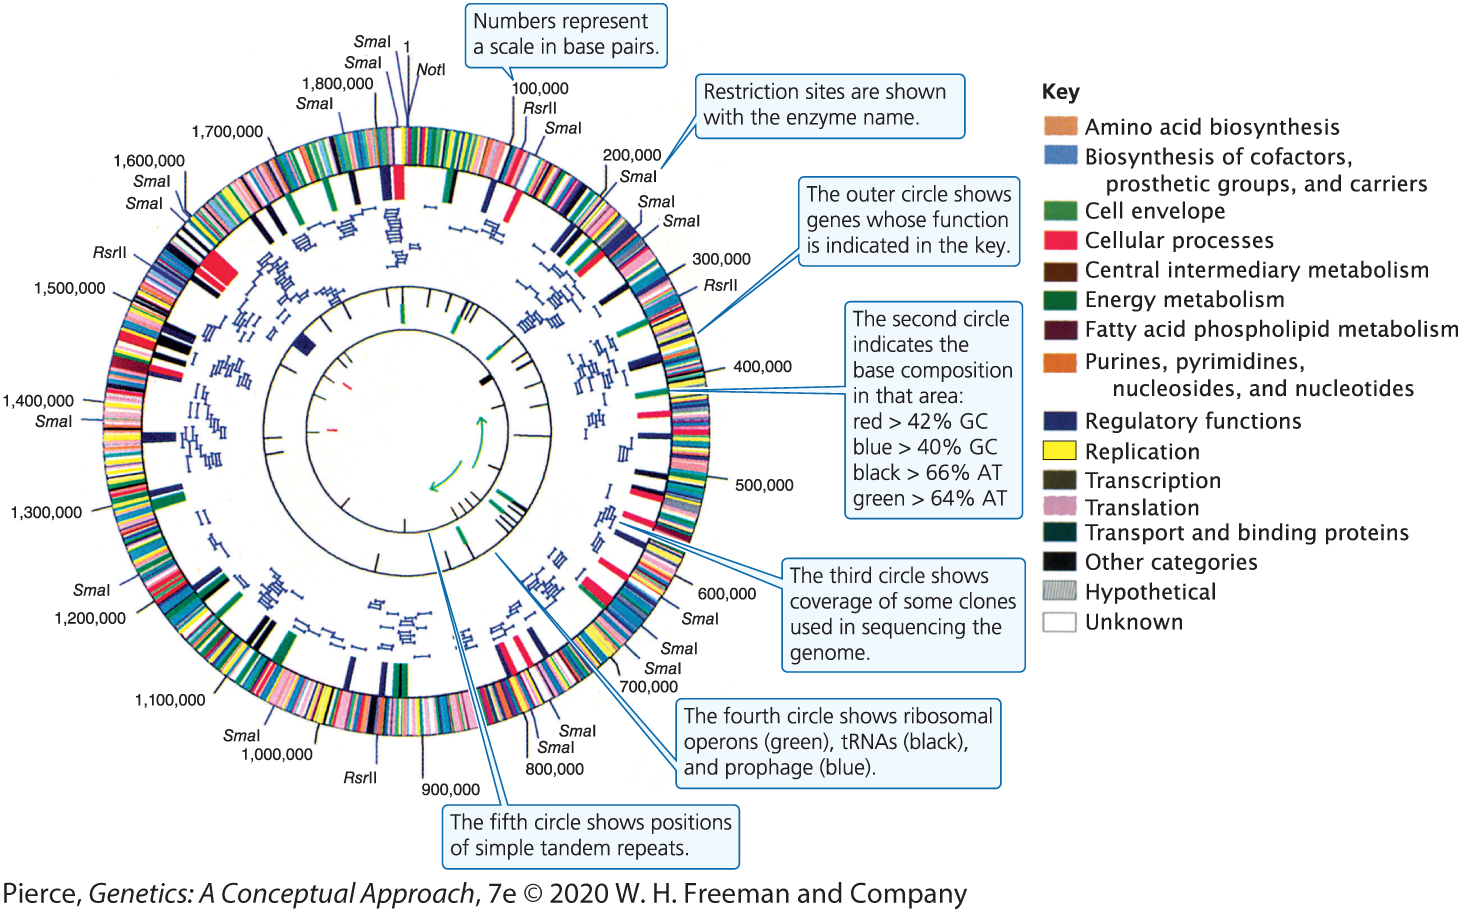 Numbers represent
a scale in base pairs.
SmaI
1
SmaI
NotI
1,800,000
100,000
SmaI
RsrII
SmaI
1,700,000
Restriction sites are shown
with the enzyme name.
1,600,000
200,000
SmaI
SmaI
SmaI
SmaI
SmaI
The outer circle shows
genes whose function
is indicated in the key.
RsrII
300,000
1,500,000
RsrII
The second circle
indicates the
base composition
in that area:
red > 42% GC
blue > 40% GC
black > 66% AT
green > 64% AT
400,000
1,400,000
SmaI
500,000
1,300,000
The third circle shows
coverage of some clones
used in sequencing the
genome.
SmaI
600,000
1,200,000
SmaI
SmaI
SmaI
700,000
1,100,000
The fourth circle shows ribosomal
operons (green), tRNAs (black),
and prophage (blue).
SmaI
SmaI
1,000,000
SmaI
800,000
RsrII
900,000
The fifth circle shows positions
of simple tandem repeats.
Key
Amino acid biosynthesis
Biosynthesis of cofactors,
prosthetic groups, and carriers
Cell envelope
Cellular processes
Central intermediary metabolism
Energy metabolism
Fatty acid phospholipid metabolism
Purines, pyrimidines,
nucleosides, and nucleotides
Regulatory functions
Replication
Transcription
Translation
Transport and binding proteins
Other categories
Hypothetical
Unknown
Pierce, Genetics: A Conceptual Approach, 7e © 2020 W. H. Freeman and Company